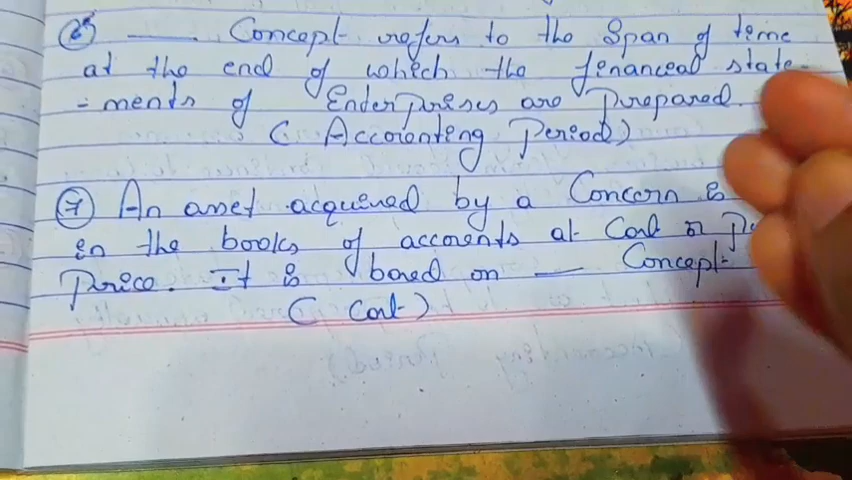 ⑥ ___ Concept refers to the Span of time
at the end of which the financial state-
-ments of Enterprises are Prepared.
( Accounting Period )
⑦ An asset acquired by a Concern is
in the books of accounts at Cost or
Price. It is based on ___ Concept
( Cost )